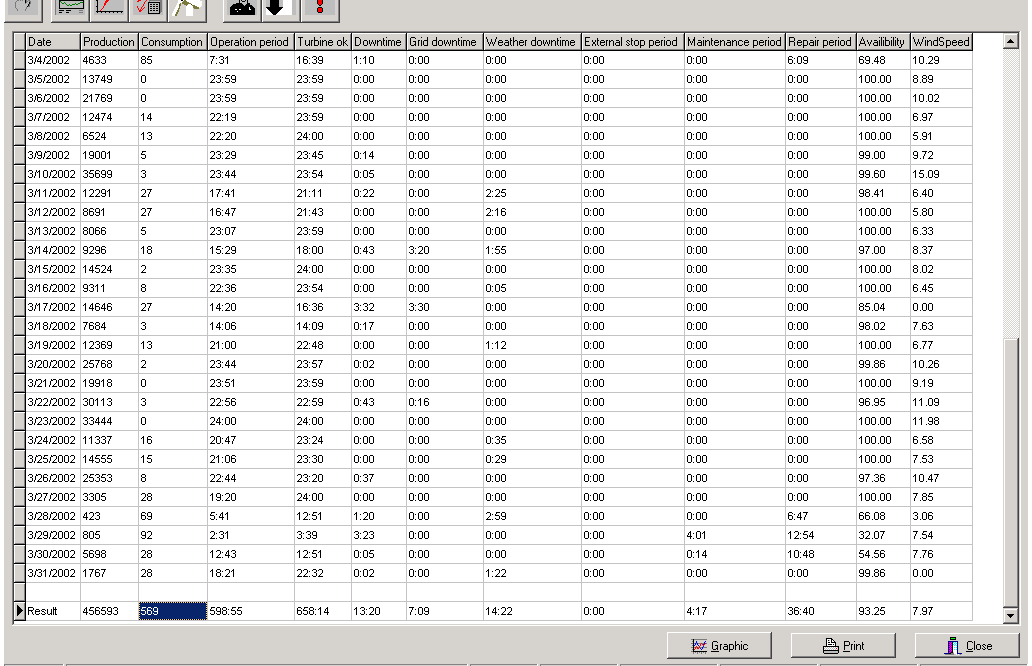 Date Production Consumption Operation period Turbine ok Downtime Grid downtime Weather downtime External stop period Maintenance period Repair period Availibility WindSpeed
3/4/2002 4633 85 7:31 16:39 1:10 0:00 0:00 0:00 0:00 6:09 69.48 10.29
3/5/2002 13749 0 23:59 23:59 0:00 0:00 0:00 0:00 0:00 0:00 100.00 8.89
3/6/2002 21769 0 23:59 23:59 0:00 0:00 0:00 0:00 0:00 0:00 100.00 10.02
3/7/2002 12474 14 22:19 23:59 0:00 0:00 0:00 0:00 0:00 0:00 100.00 6.97
3/8/2002 6524 13 22:20 24:00 0:00 0:00 0:00 0:00 0:00 0:00 100.00 5.91
3/9/2002 19001 5 23:29 23:45 0:14 0:00 0:00 0:00 0:00 0:00 99.00 9.72
3/10/2002 35699 3 23:44 23:54 0:05 0:00 0:00 0:00 0:00 0:00 99.60 15.09
3/11/2002 12291 27 17:41 21:11 0:22 0:00 2:25 0:00 0:00 0:00 98.41 6.40
3/12/2002 8691 27 16:47 21:43 0:00 0:00 2:16 0:00 0:00 0:00 100.00 5.80
3/13/2002 8066 5 23:07 23:59 0:00 0:00 0:00 0:00 0:00 0:00 100.00 6.33
3/14/2002 9296 18 15:29 18:00 0:43 3:20 1:55 0:00 0:00 0:00 97.00 8.37
3/15/2002 14524 2 23:35 24:00 0:00 0:00 0:00 0:00 0:00 0:00 100.00 8.02
3/16/2002 9311 8 22:36 23:54 0:00 0:00 0:05 0:00 0:00 0:00 100.00 6.45
3/17/2002 14646 27 14:20 16:36 3:32 3:30 0:00 0:00 0:00 0:00 85.04 0.00
3/18/2002 7684 3 14:06 14:09 0:17 0:00 0:00 0:00 0:00 0:00 98.02 7.63
3/19/2002 12369 13 21:00 22:48 0:00 0:00 1:12 0:00 0:00 0:00 100.00 6.77
3/20/2002 25768 2 23:44 23:57 0:02 0:00 0:00 0:00 0:00 0:00 99.86 10.26
3/21/2002 19918 0 23:51 23:59 0:00 0:00 0:00 0:00 0:00 0:00 100.00 9.19
3/22/2002 30113 3 22:56 22:59 0:43 0:16 0:00 0:00 0:00 0:00 96.95 11.09
3/23/2002 33444 0 24:00 24:00 0:00 0:00 0:00 0:00 0:00 0:00 100.00 11.98
3/24/2002 11337 16 20:47 23:24 0:00 0:00 0:35 0:00 0:00 0:00 100.00 6.58
3/25/2002 14555 15 21:06 23:30 0:00 0:00 0:29 0:00 0:00 0:00 100.00 7.53
3/26/2002 25353 8 22:44 23:20 0:37 0:00 0:00 0:00 0:00 0:00 97.36 10.47
3/27/2002 3305 28 19:20 24:00 0:00 0:00 0:00 0:00 0:00 0:00 100.00 7.85
3/28/2002 423 69 5:41 12:51 1:20 0:00 2:59 0:00 0:00 6:47 66.08 3.06
3/29/2002 805 92 2:31 3:39 3:23 0:00 0:00 0:00 4:01 12:54 32.07 7.54
3/30/2002 5698 28 12:43 12:51 0:05 0:00 0:00 0:00 0:14 10:48 54.56 7.76
3/31/2002 1767 28 18:21 22:32 0:02 0:00 1:22 0:00 0:00 0:00 99.86 0.00
Result 456593 569 598:55 658:14 13:20 7:09 14:22 0:00 4:17 36:40 93.25 7.97
Graphic Print Close